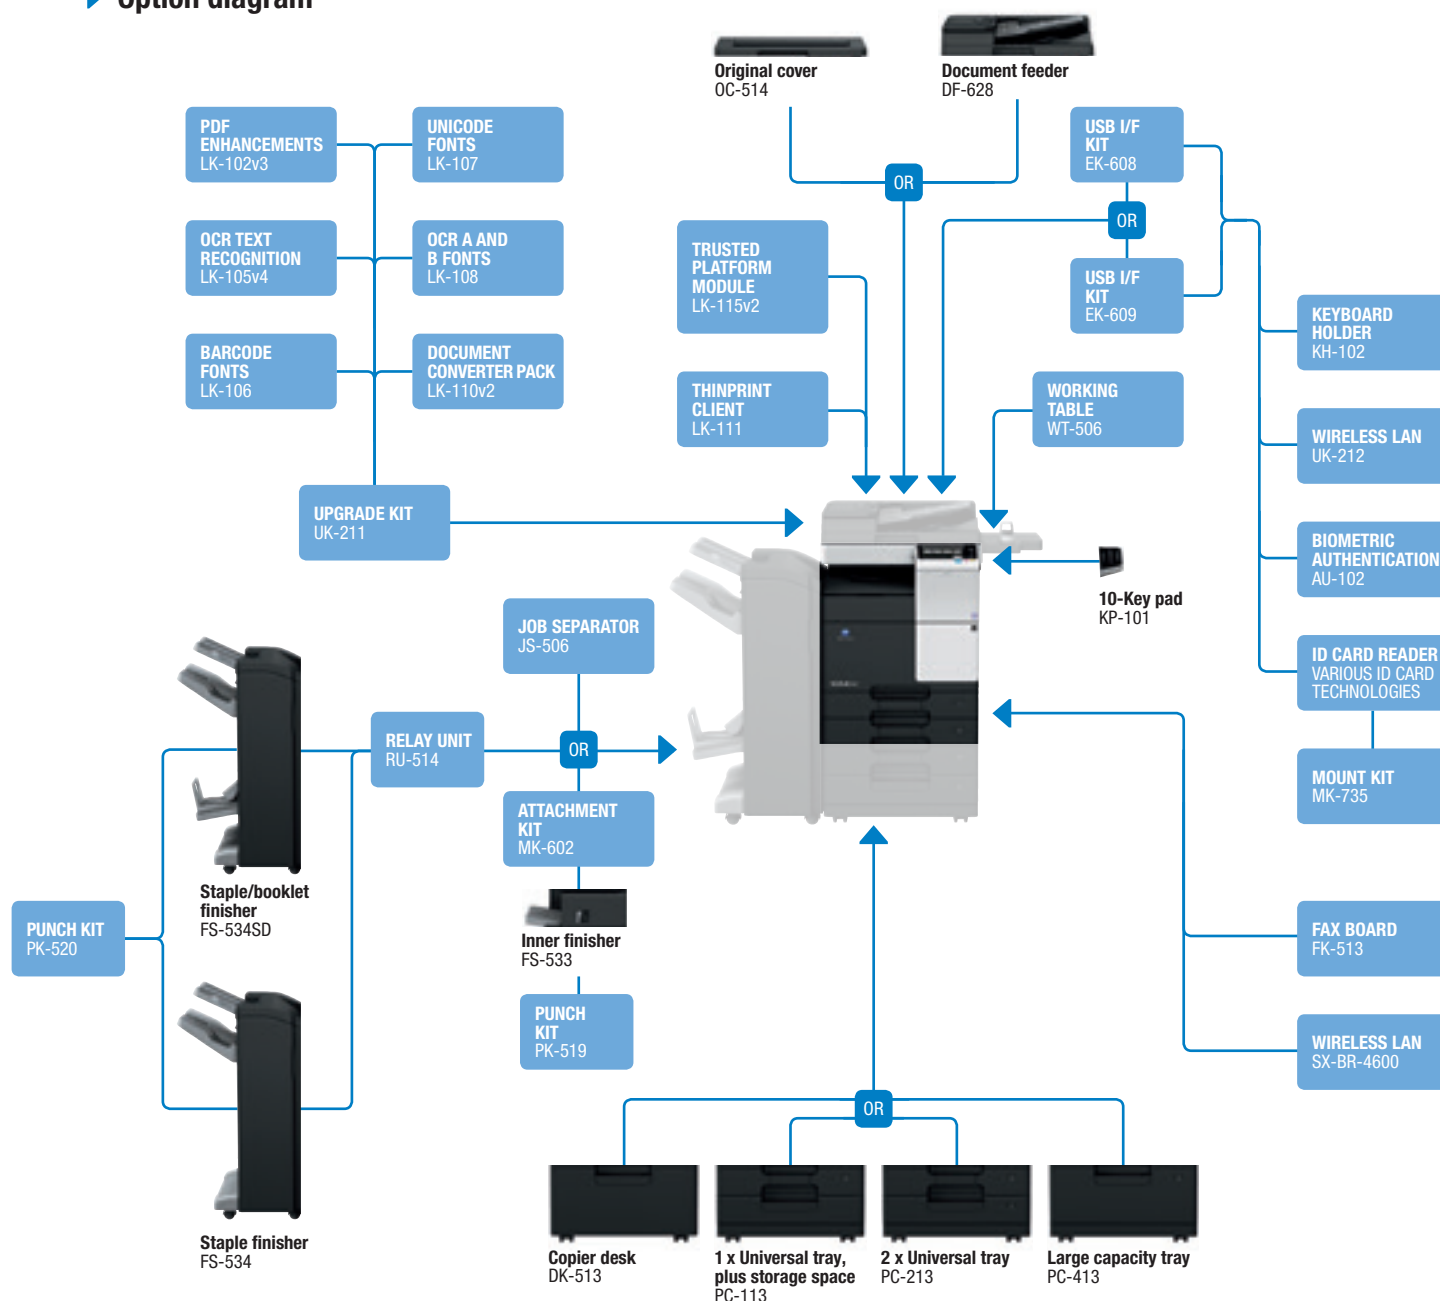 Option diagram
Original cover
OC-514
Document feeder
DF-628
PDF
ENHANCEMENTS
LK-102v3
UNICODE
FONTS
LK-107
USB I/F
KIT
EK-608
OR
OR
OCR TEXT
RECOGNITION
LK-105v4
OCR A AND
B FONTS
LK-108
TRUSTED
PLATFORM
MODULE
LK-115v2
USB I/F
KIT
EK-609
KEYBOARD
HOLDER
KH-102
BARCODE
FONTS
LK-106
DOCUMENT
CONVERTER PACK
LK-110v2
THINPRINT
CLIENT
LK-111
WORKING
TABLE
WT-506
WIRELESS LAN
UK-212
UPGRADE KIT
UK-211
BIOMETRIC
AUTHENTICATION
AU-102
10-Key pad
KP-101
JOB SEPARATOR
JS-506
ID CARD READER
VARIOUS ID CARD
TECHNOLOGIES
RELAY UNIT
RU-514
OR
MOUNT KIT
MK-735
ATTACHMENT
KIT
MK-602
Staple/booklet
finisher
FS-534SD
PUNCH KIT
PK-520
Inner finisher
FS-533
FAX BOARD
FK-513
PUNCH
KIT
PK-519
WIRELESS LAN
SX-BR-4600
OR
Staple finisher
FS-534
Copier desk
DK-513
1 x Universal tray,
plus storage space
PC-113
2 x Universal tray
PC-213
Large capacity tray
PC-413